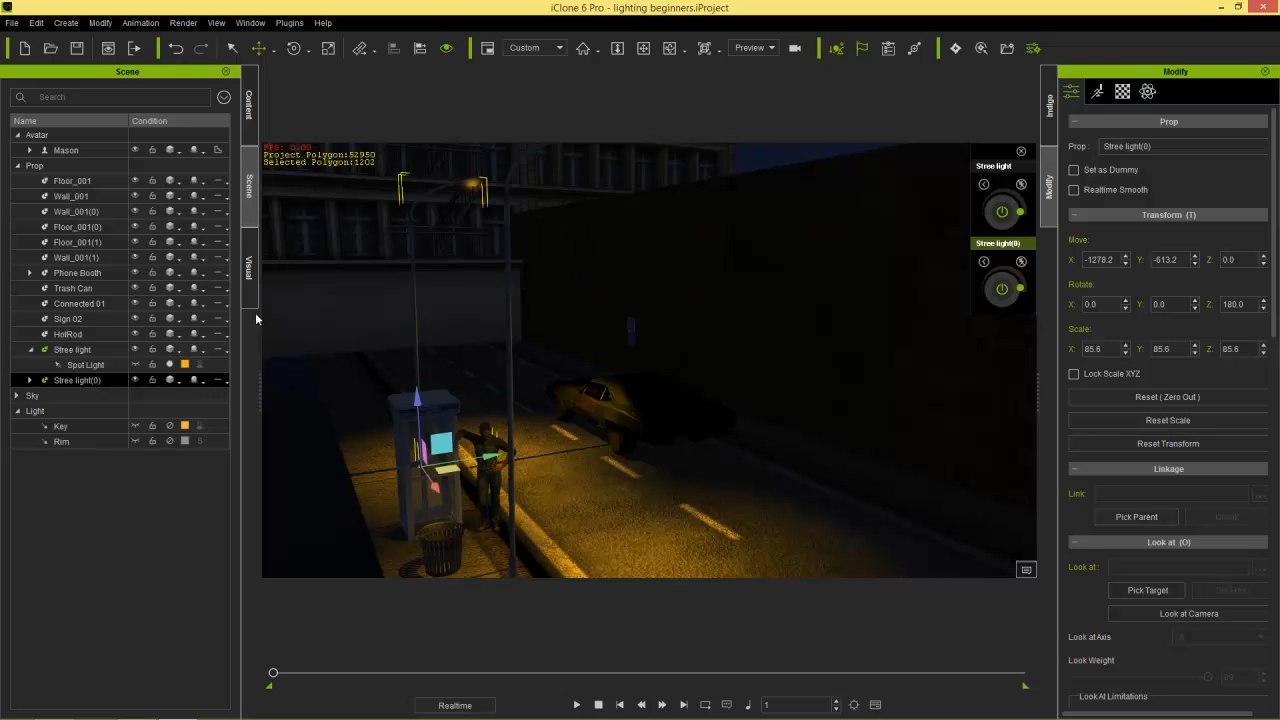 iClone 6 Pro - lighting beginners.iProject
File Edit Create Modify Animation Render View Window Plugins Help
Custom
Preview
Scene
Modify
Search
Name Condition
Avatar
Mason
Prop
Floor_001
Wall_001
Wall_001(0)
Floor_001(0)
Floor_001(1)
Wall_001(1)
Phone Booth
Trash Can
Connected 01
Sign 02
HotRod
Stree light
Spot Light
Stree light(0)
Sky
Light
Key
Rim
Content
Scene
Visual
FPS: 0.00
Project Polygon:52950
Selected Polygon:1202
Stree light
Stree light(0)
Indigo
Modify
Prop
Prop : Stree light(0)
Set as Dummy
Realtime Smooth
Transform (T)
Move:
X: -1278.2 Y: -613.2 Z: 0.0
Rotate:
X: 0.0 Y: 0.0 Z: 180.0
Scale:
X: 85.6 Y: 85.6 Z: 85.6
Lock Scale XYZ
Reset ( Zero Out )
Reset Scale
Reset Transform
Linkage
Link:
Pick Parent
Look at (O)
Look at:
Pick Target
Look at Camera
Look at Axis
Look Weight
Look At Limitations
Realtime
1